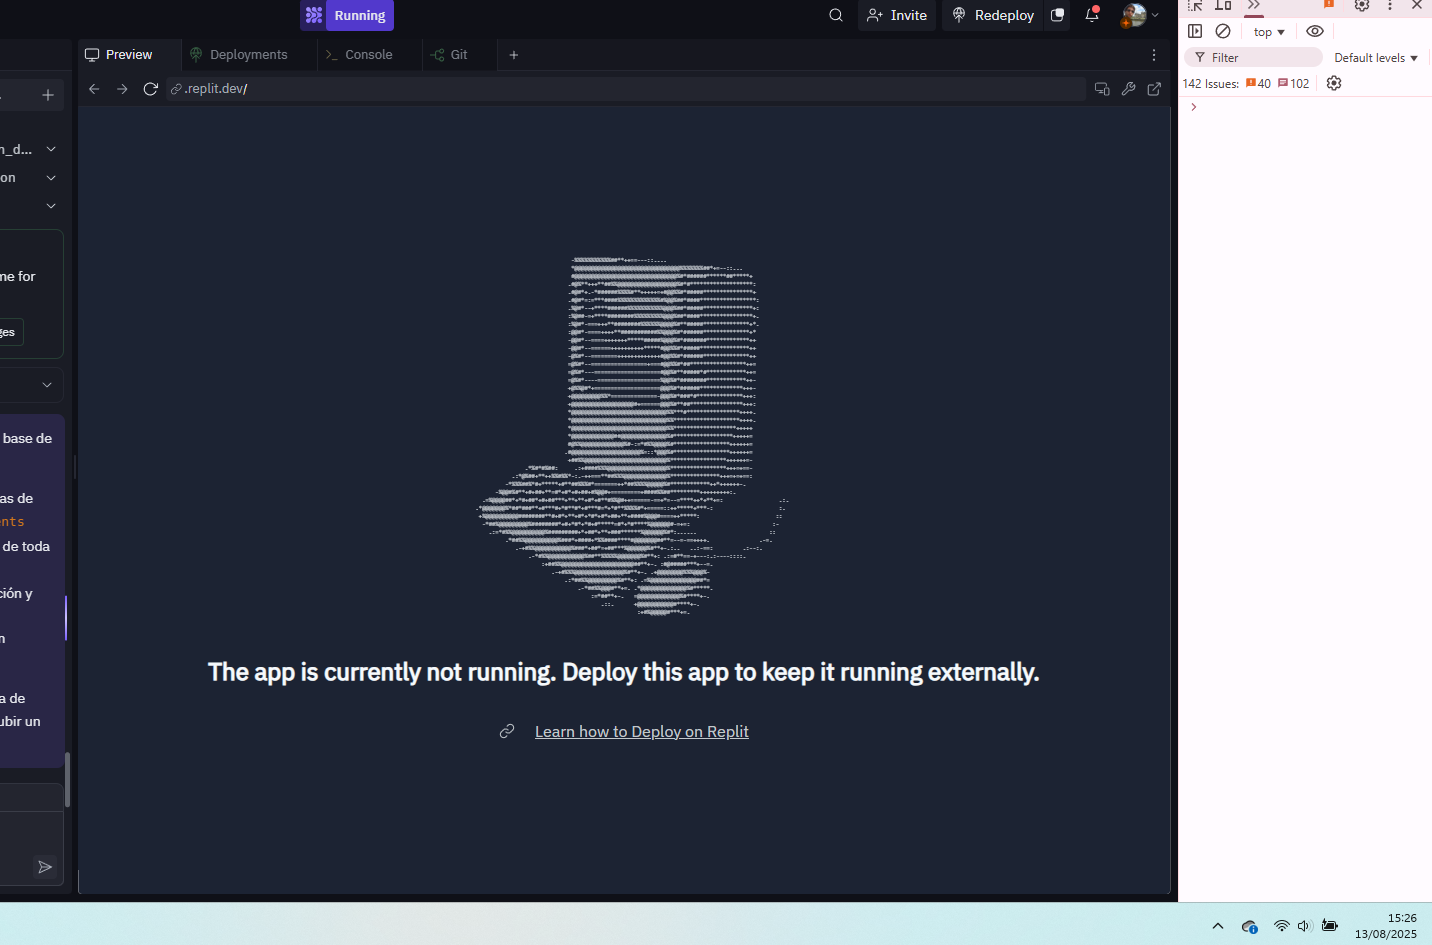 Running
Invite
Redeploy
Preview
Deployments
Console
Git
.replit.dev/
n_d...
on
me for
ges
base de
as de
nts
de toda
ción y
n
a de
ubir un
The app is currently not running. Deploy this app to keep it running externally.
Learn how to Deploy on Replit
top
Filter
Default levels
142 Issues: 40 102
15:26
13/08/2025